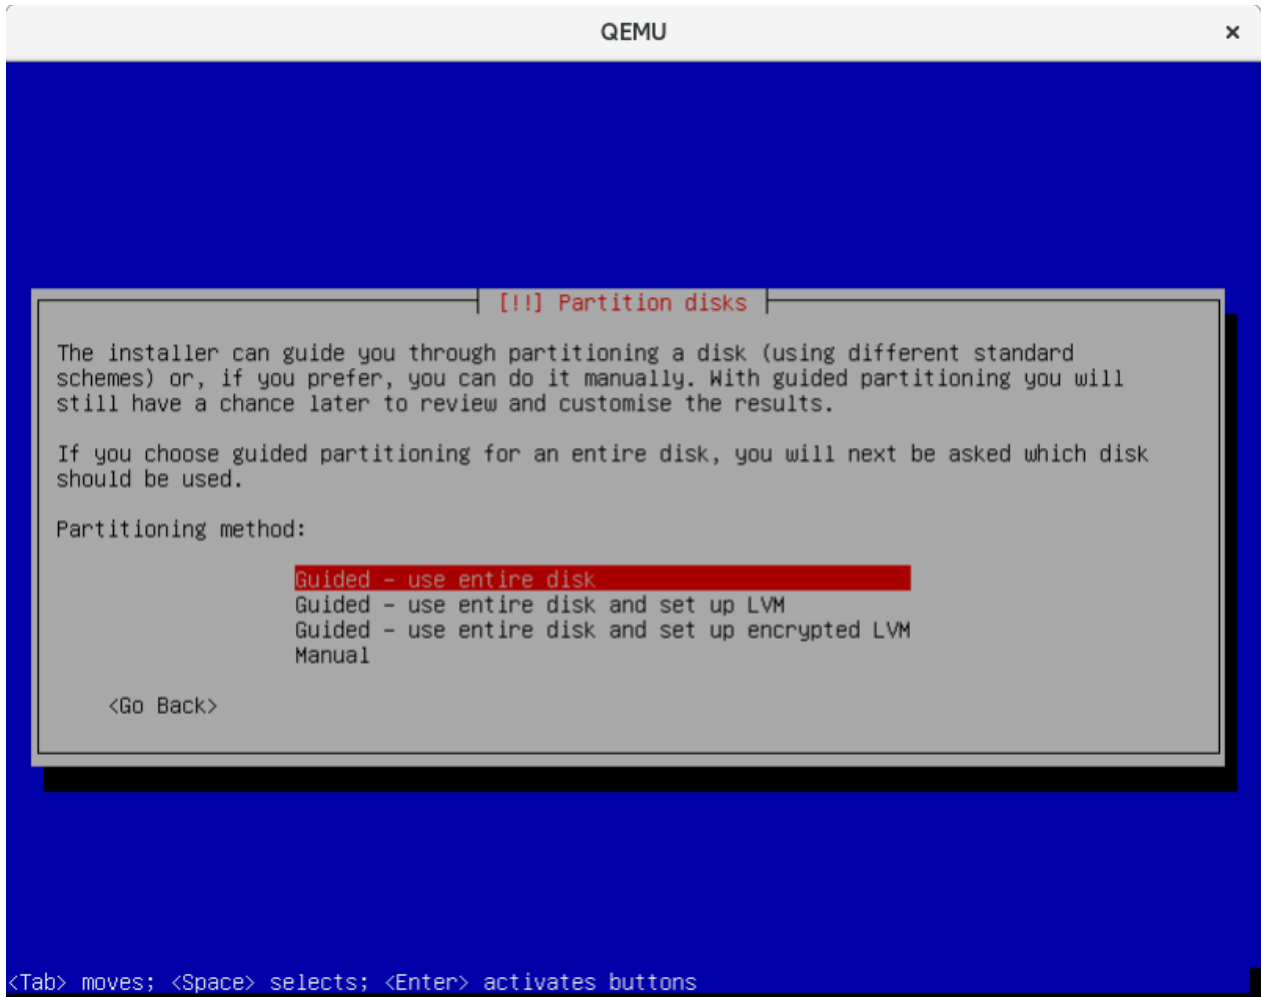 QEMU ×
[!!] Partition disks
The installer can guide you through partitioning a disk (using different standard
schemes) or, if you prefer, you can do it manually. With guided partitioning you will
still have a chance later to review and customise the results.
If you choose guided partitioning for an entire disk, you will next be asked which disk
should be used.
Partitioning method:
Guided - use entire disk
Guided - use entire disk and set up LVM
Guided - use entire disk and set up encrypted LVM
Manual
<Go Back>
<Tab> moves; <Space> selects; <Enter> activates buttons